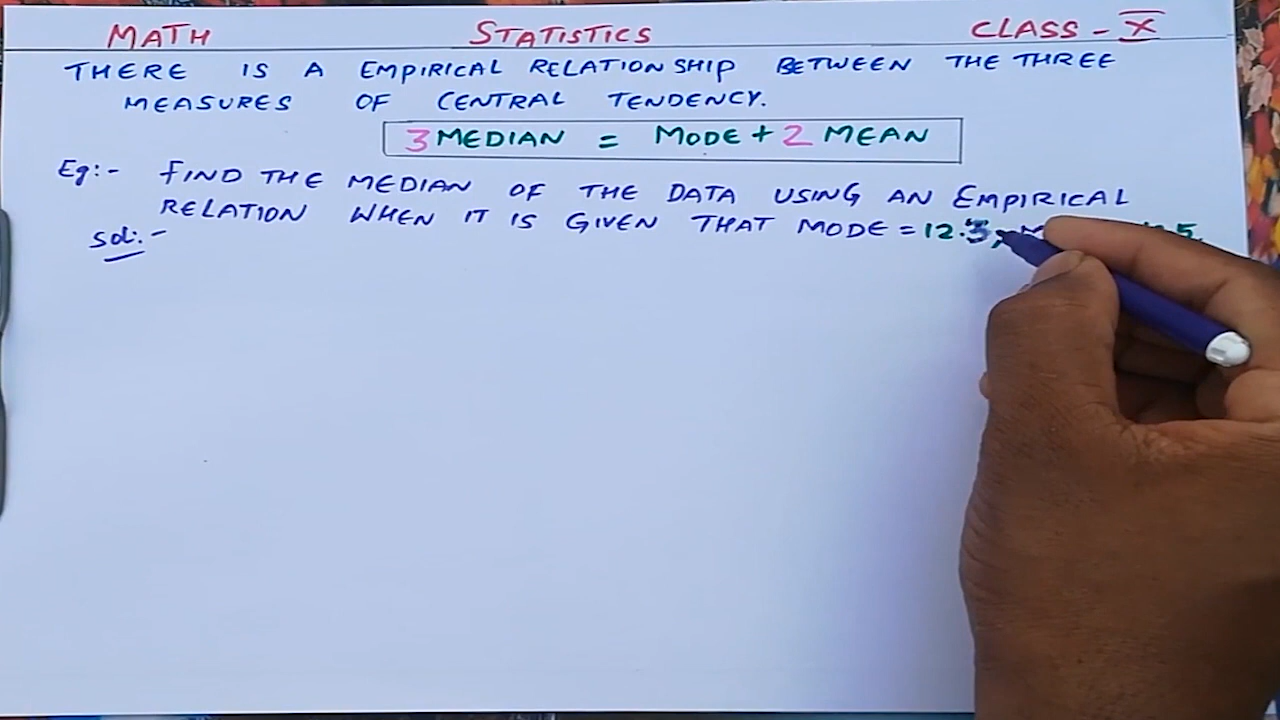 MATH STATISTICS CLASS - X
THERE IS A EMPIRICAL RELATIONSHIP BETWEEN THE THREE
MEASURES OF CENTRAL TENDENCY.
3 MEDIAN = MODE + 2 MEAN
Eg:- FIND THE MEDIAN OF THE DATA USING AN EMPIRICAL
RELATION WHEN IT IS GIVEN THAT MODE = 12.
Sol:-